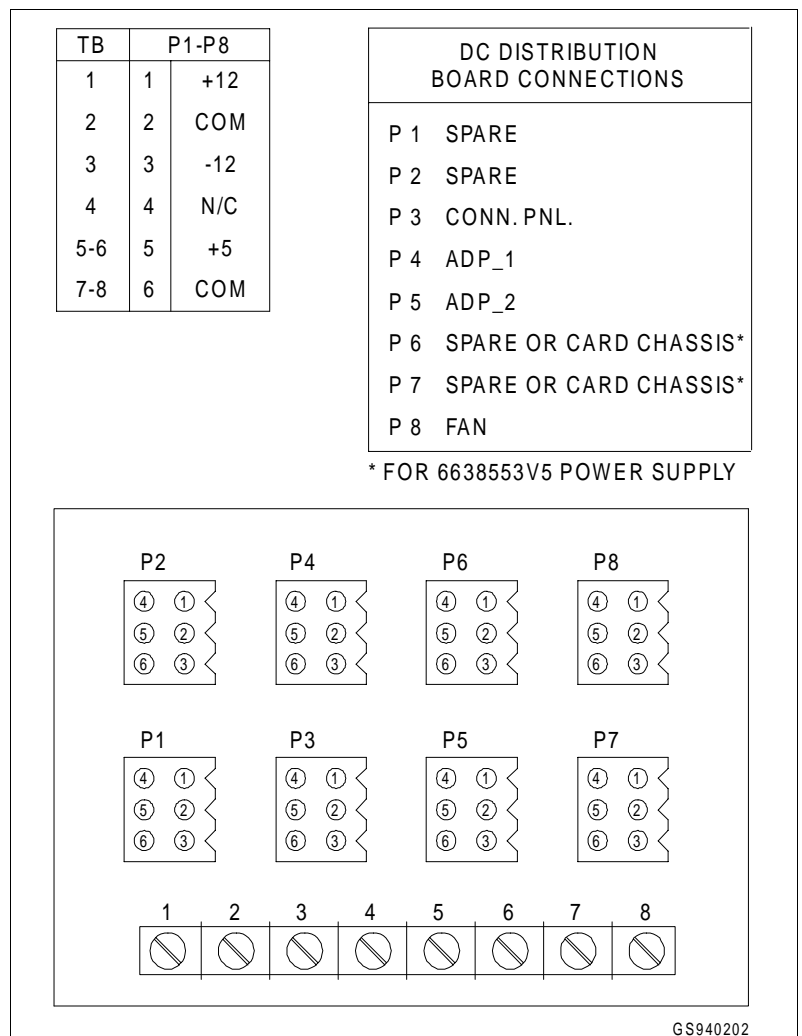 TB P1-P8
1 1 +12
2 2 COM
3 3 -12
4 4 N/C
5-6 5 +5
7-8 6 COM
DC DISTRIBUTION
BOARD CONNECTIONS
P 1 SPARE
P 2 SPARE
P 3 CONN. PNL.
P 4 ADP_1
P 5 ADP_2
P 6 SPARE OR CARD CHASSIS*
P 7 SPARE OR CARD CHASSIS*
P 8 FAN
* FOR 6638553V5 POWER SUPPLY
P2 P4 P6 P8
4 1 4 1 4 1 4 1
5 2 5 2 5 2 5 2
6 3 6 3 6 3 6 3
P1 P3 P5 P7
4 1 4 1 4 1 4 1
5 2 5 2 5 2 5 2
6 3 6 3 6 3 6 3
1 2 3 4 5 6 7 8
GS940202